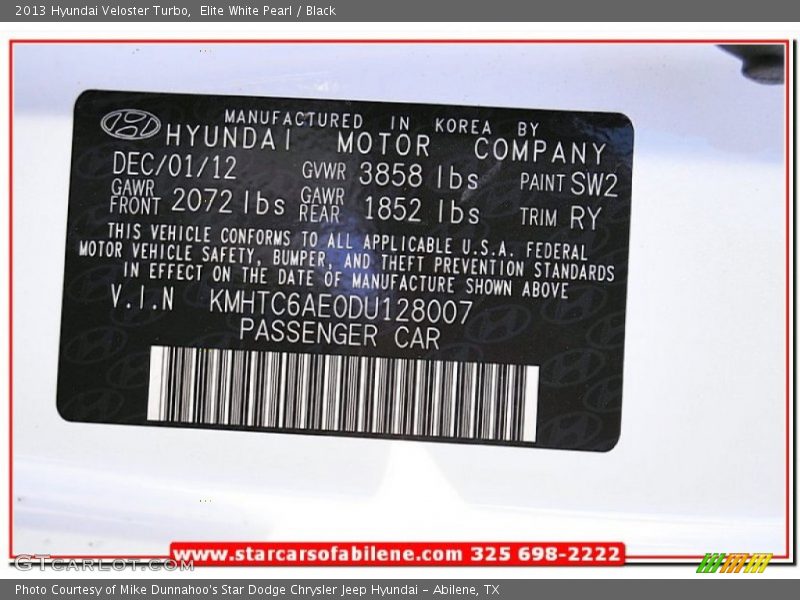 2013 Hyundai Veloster Turbo,  Elite White Pearl / Black
MANUFACTURED IN KOREA BY
HYUNDAI MOTOR COMPANY
DEC/01/12 GVWR 3858 lbs PAINT SW2
GAWR FRONT 2072 lbs GAWR REAR 1852 lbs TRIM RY
THIS VEHICLE CONFORMS TO ALL APPLICABLE U.S.A. FEDERAL
MOTOR VEHICLE SAFETY, BUMPER, AND THEFT PREVENTION STANDARDS
IN EFFECT ON THE DATE OF MANUFACTURE SHOWN ABOVE
V.I.N KMHTC6AE0DU128007
PASSENGER CAR
www.starcarsofabilene.com 325 698-2222
GTcarlot.com
Photo Courtesy of Mike Dunnahoo's Star Dodge Chrysler Jeep Hyundai - Abilene, TX